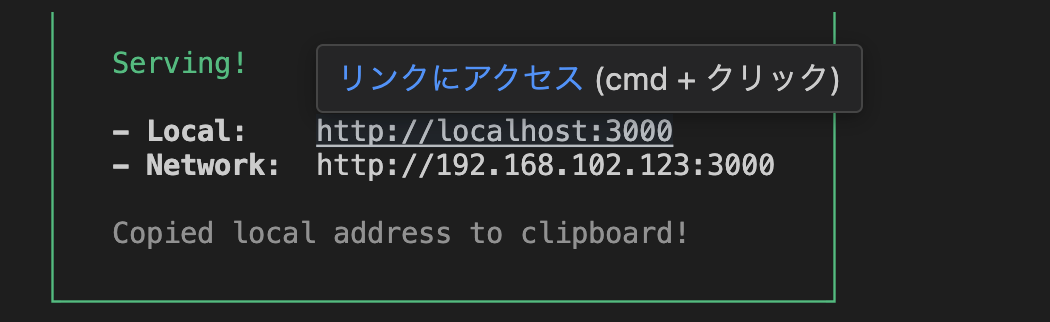 Serving!
リンクにアクセス (cmd + クリック)
- Local: http://localhost:3000
- Network: http://192.168.102.123:3000
Copied local address to clipboard!